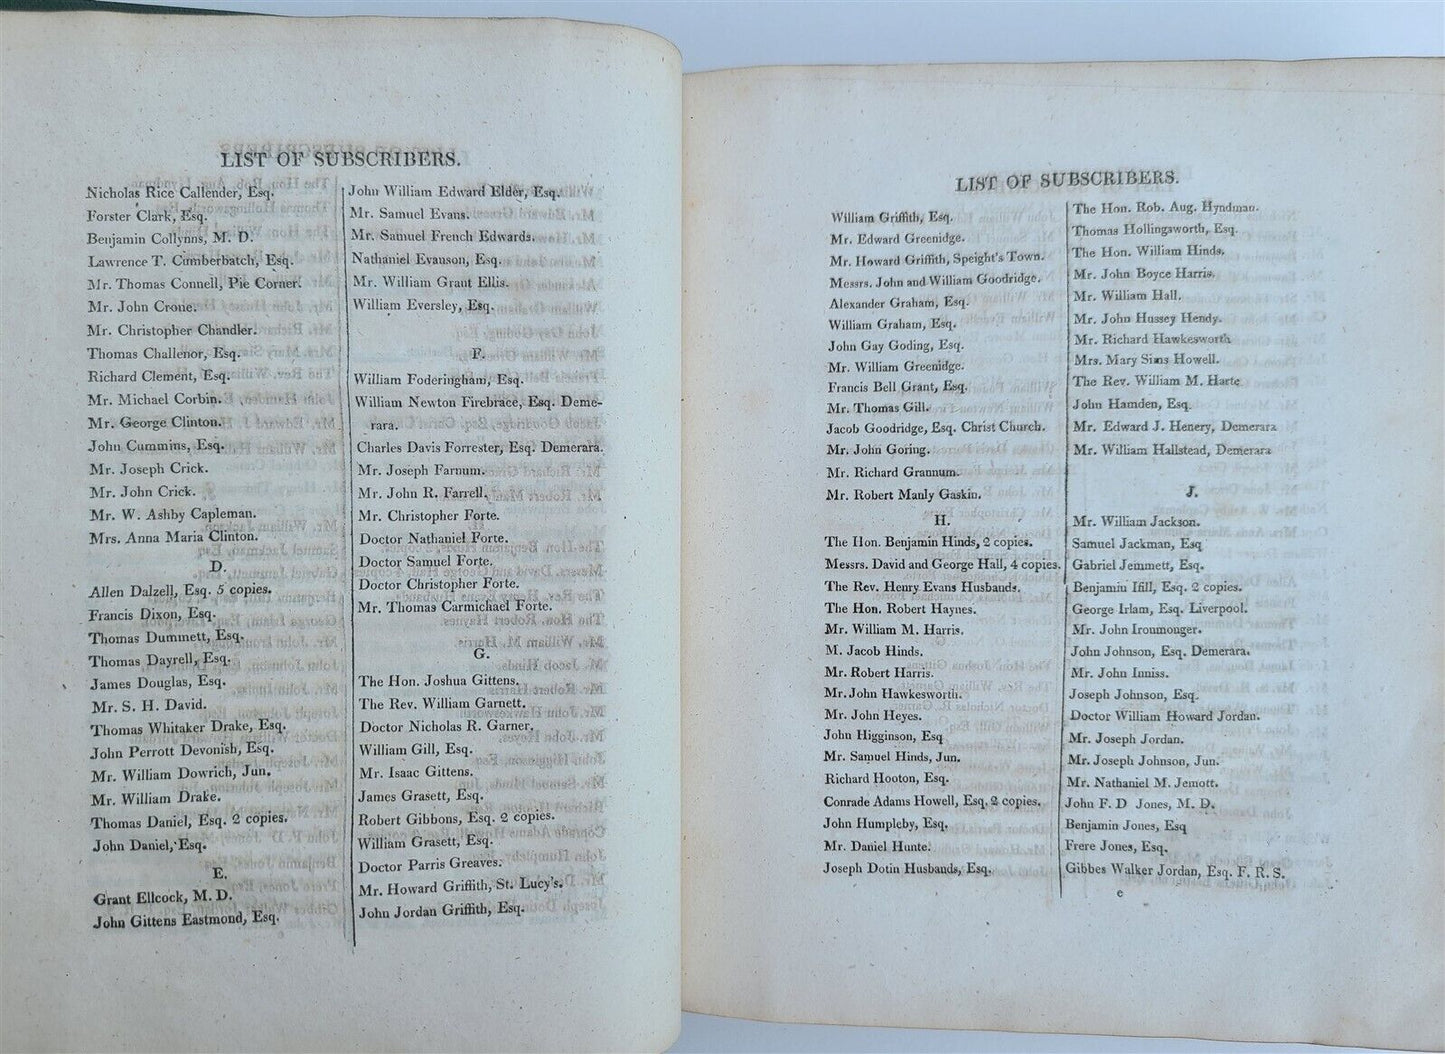 LIST OF SUBSCRIBERS.
Nicholas Rice Callender, Esq.
Forster Clark, Esq.
Benjamin Collynns, M. D.
Lawrence T. Cumberbatch, Esq.
Mr. Thomas Connell, Pie Corner.
Mr. John Crone.
Mr. Christopher Chandler.
Thomas Challenor, Esq.
Richard Clement, Esq.
Mr. Michael Corbin.
Mr. George Clinton.
John Cummins, Esq.
Mr. Joseph Crick.
Mr. John Crick.
Mr. W. Ashby Capleman.
Mrs. Anna Maria Clinton.
D.
Allen Dalzell, Esq. 5 copies.
Francis Dixon, Esq.
Thomas Dummett, Esq.
Thomas Dayrell, Esq.
James Douglas, Esq.
Mr. S. H. David.
Thomas Whitaker Drake, Esq.
John Perrott Devonish, Esq.
Mr. William Dowrich, Jun.
Mr. William Drake.
Thomas Daniel, Esq. 2 copies.
John Daniel, Esq.
E.
Grant Ellcock, M. D.
John Gittens Eastmond, Esq.
John William Edward Elder, Esq.
Mr. Samuel Evans.
Mr. Samuel French Edwards.
Nathaniel Evanson, Esq.
Mr. William Grant Ellis.
William Eversley, Esq.
F.
William Foderingham, Esq.
William Newton Firebrace, Esq. Deme-
rara.
Charles Davis Forrester, Esq. Demerara.
Mr. Joseph Farnum.
Mr. John R. Farrell.
Mr. Christopher Forte.
Doctor Nathaniel Forte.
Doctor Samuel Forte.
Doctor Christopher Forte.
Mr. Thomas Carmichael Forte.
G.
The Hon. Joshua Gittens.
The Rev. William Garnett.
Doctor Nicholas R. Garner.
William Gill, Esq.
Mr. Isaac Gittens.
James Grasett, Esq.
Robert Gibbons, Esq. 2 copies.
William Grasett, Esq.
Doctor Parris Greaves.
Mr. Howard Griffith, St. Lucy's.
John Jordan Griffith, Esq.
LIST OF SUBSCRIBERS.
William Griffith, Esq.
Mr. Edward Greenidge.
Mr. Howard Griffith, Speight's Town.
Messrs. John and William Goodridge.
Alexander Graham, Esq.
William Graham, Esq.
John Gay Goding, Esq.
Mr. William Greenidge.
Francis Bell Grant, Esq.
Mr. Thomas Gill.
Jacob Goodridge, Esq. Christ Church.
Mr. John Goring.
Mr. Richard Grannum.
Mr. Robert Manly Gaskin.
H.
The Hon. Benjamin Hinds, 2 copies.
Messrs. David and George Hall, 4 copies.
The Rev. Henry Evans Husbands.
The Hon. Robert Haynes.
Mr. William M. Harris.
M. Jacob Hinds.
Mr. Robert Harris.
Mr. John Hawkesworth.
Mr. John Heyes.
John Higginson, Esq
Mr. Samuel Hinds, Jun.
Richard Hooton, Esq.
Conrade Adams Howell, Esq. 2 copies.
John Humpleby, Esq.
Mr. Daniel Hunte.
Joseph Dotin Husbands, Esq.
The Hon. Rob. Aug. Hyndman.
Thomas Hollingsworth, Esq.
The Hon. William Hinds.
Mr. John Boyce Harris.
Mr. William Hall.
Mr. John Hussey Hendy.
Mr. Richard Hawkesworth
Mrs. Mary Sims Howell.
The Rev. William M. Harte
John Hamden, Esq.
Mr. Edward J. Henery, Demerara
Mr. William Hallstead, Demerara
J.
Mr. William Jackson.
Samuel Jackman, Esq
Gabriel Jemmett, Esq.
Benjamin Ifill, Esq. 2 copies.
George Irlam, Esq. Liverpool.
Mr. John Ironmonger.
John Johnson, Esq. Demerara.
Mr. John Inniss.
Joseph Johnson, Esq.
Doctor William Howard Jordan.
Mr. Joseph Jordan.
Mr. Joseph Johnson, Jun.
Mr. Nathaniel M. Jemott.
John F. D Jones, M. D.
Benjamin Jones, Esq
Frere Jones, Esq.
Gibbes Walker Jordan, Esq. F. R. S.
e